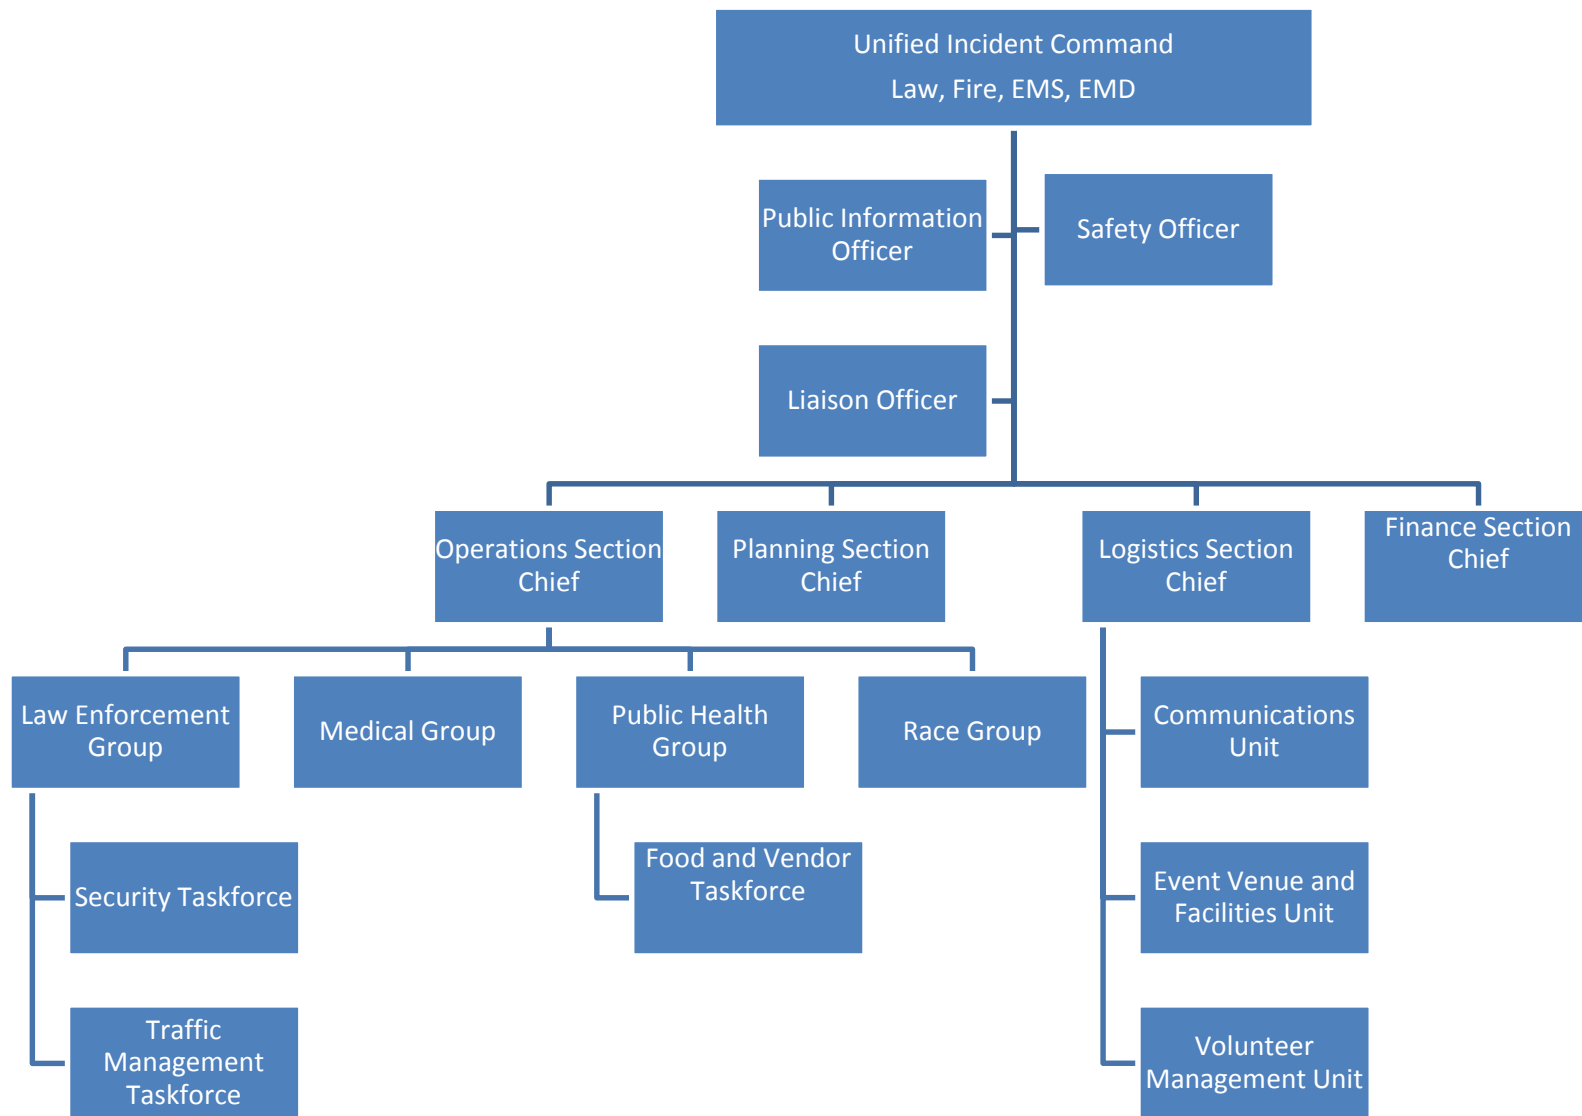 Unified Incident Command
Law, Fire, EMS, EMD
Public Information
Officer
Safety Officer
Liaison Officer
Operations Section
Chief
Planning Section
Chief
Logistics Section
Chief
Finance Section
Chief
Law Enforcement
Group
Medical Group
Public Health
Group
Race Group
Communications
Unit
Security Taskforce
Food and Vendor
Taskforce
Event Venue and
Facilities Unit
Traffic
Management
Taskforce
Volunteer
Management Unit